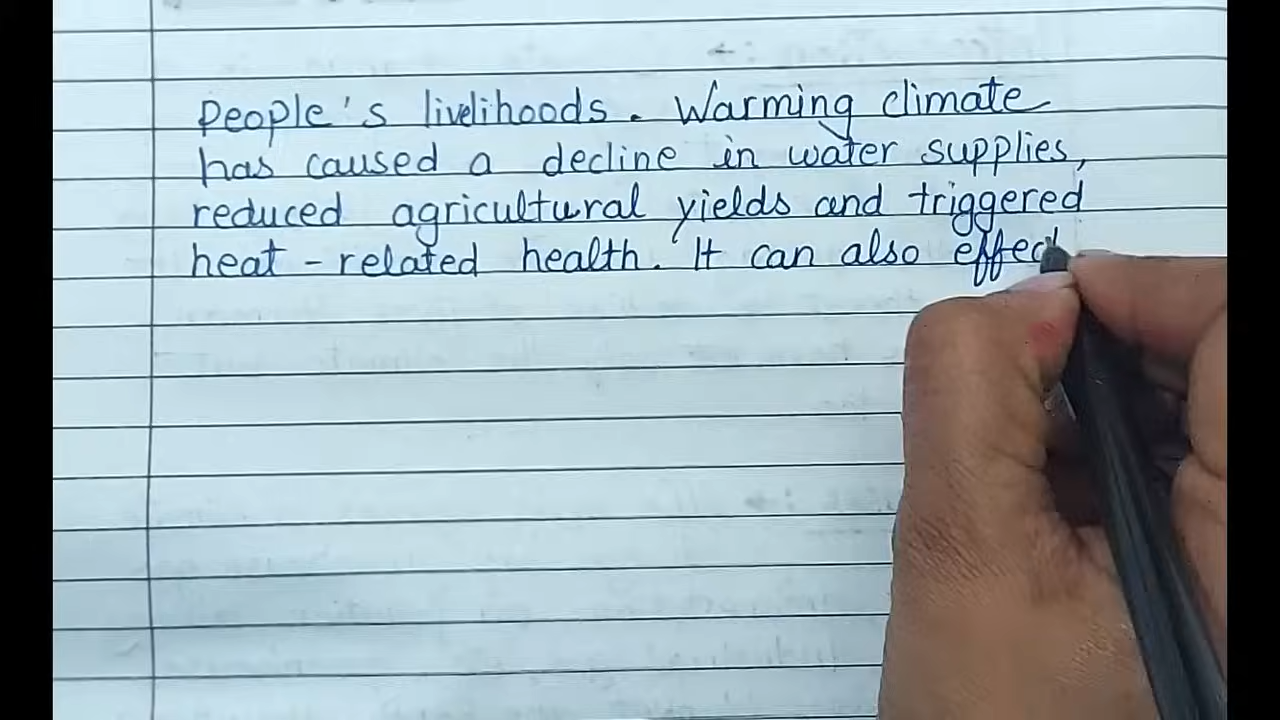 People's livelihoods. Warming climate
has caused a decline in water supplies,
reduced agricultural yields and triggered
heat-related health. It can also effect